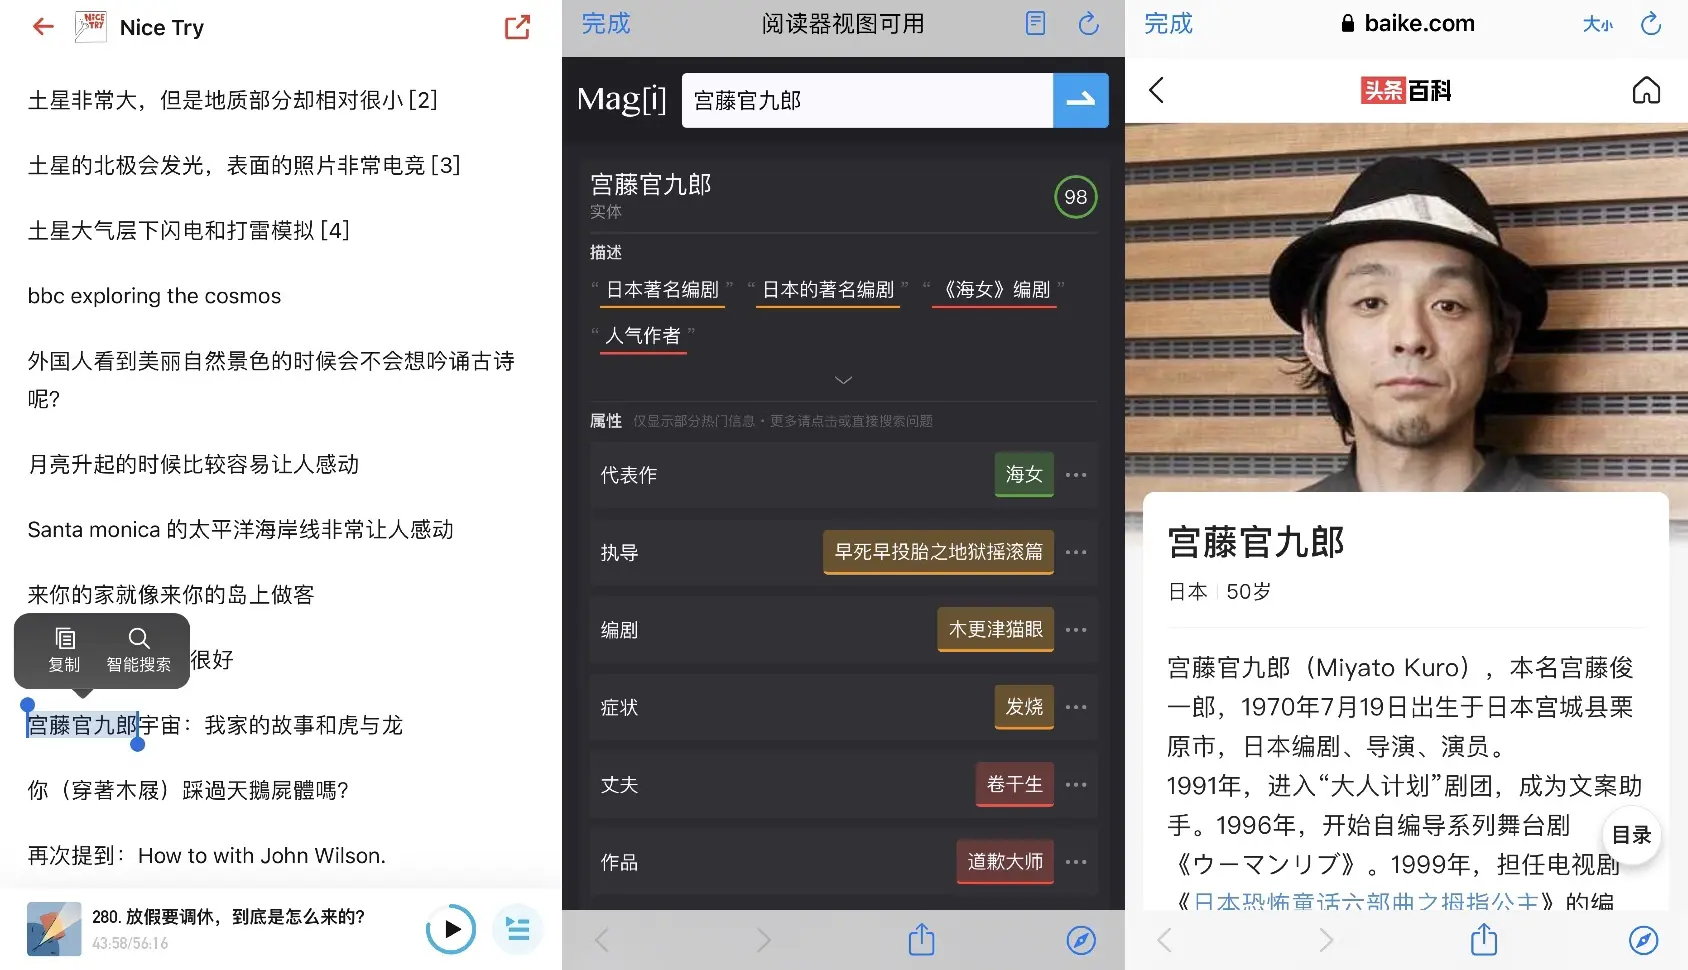 Nice Try
土星非常大，但是地质部分却相对很小 [2]
土星的北极会发光，表面的照片非常电竞 [3]
土星大气层下闪电和打雷模拟 [4]
bbc exploring the cosmos
外国人看到美丽自然景色的时候会不会想吟诵古诗
呢？
月亮升起的时候比较容易让人感动
Santa monica 的太平洋海岸线非常让人感动
来你的家就像来你的岛上做客
复制 智能搜索
很好
宫藤官九郎宇宙：我家的故事和虎与龙
你（穿著木屐）踩過天鵝屍體嗎？
再次提到：How to with John Wilson.
280. 放假要调休，到底是怎么来的?
43:58/56:16
完成 阅读器视图可用
Mag[i] 宫藤官九郎
宫藤官九郎
实体
98
描述
“ 日本著名编剧 ” “ 日本的著名编剧 ” “ 《海女》编剧 ”
“ 人气作者 ”
属性 仅显示部分热门信息・更多请点击或直接搜索问题
代表作 海女
执导 早死早投胎之地狱摇滚篇
编剧 木更津猫眼
症状 发烧
丈夫 卷干生
作品 道歉大师
完成 baike.com 大小
头条百科
宫藤官九郎
日本 50岁
宫藤官九郎（Miyato Kuro），本名宫藤俊
一郎，1970年7月19日出生于日本宫城县栗
原市，日本编剧、导演、演员。
1991年，进入“大人计划”剧团，成为文案助
手。1996年，开始自编导系列舞台剧
《ウーマンリブ》。1999年，担任电视剧
《日本恐怖童话六部曲之拇指公主》的编
目录